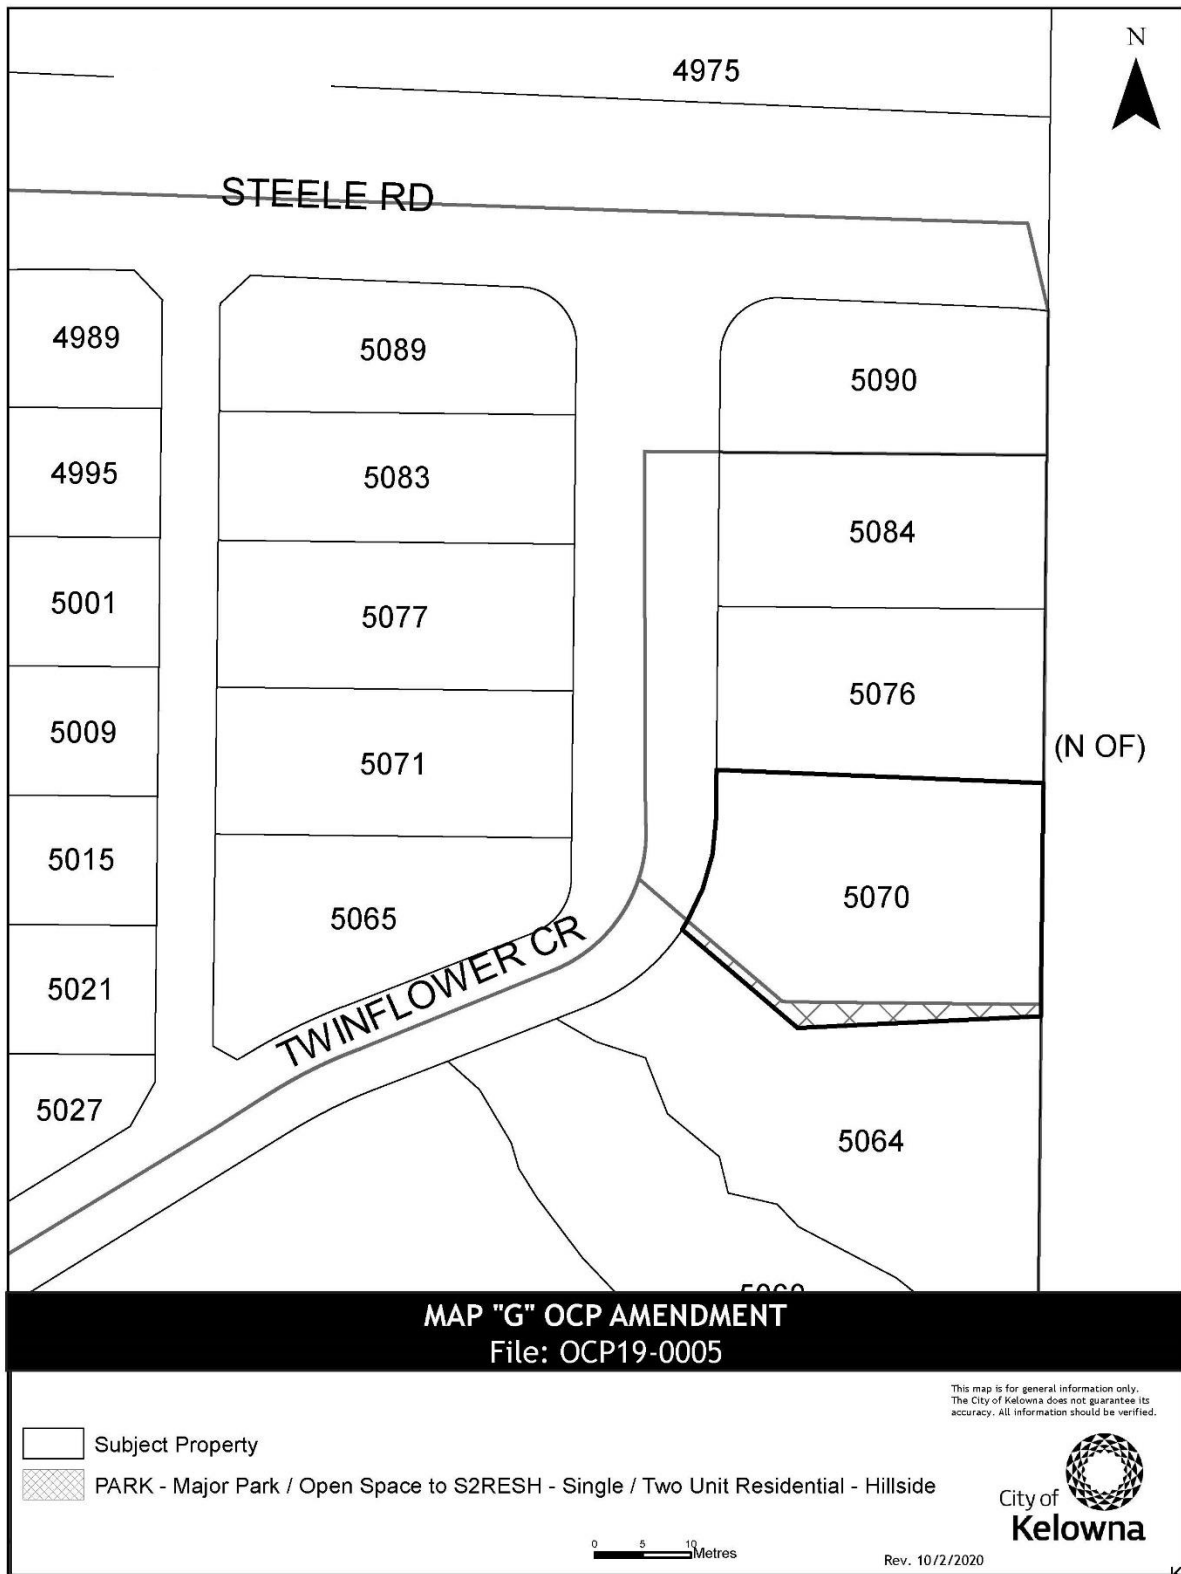 N
4975
STEELE RD
4989
5089
5090
4995
5083
5084
5001
5077
5076
5009
(N OF)
5071
5015
5070
5065
TWINFLOWER CR
5021
5027
5064
MAP "G" OCP AMENDMENT
File: OCP19-0005
This map is for general information only.
The City of Kelowna does not guarantee its
accuracy. All information should be verified.
Subject Property
PARK - Major Park / Open Space to S2RESH - Single / Two Unit Residential - Hillside
City of
Kelowna
0 5 10
Metres
Rev. 10/2/2020